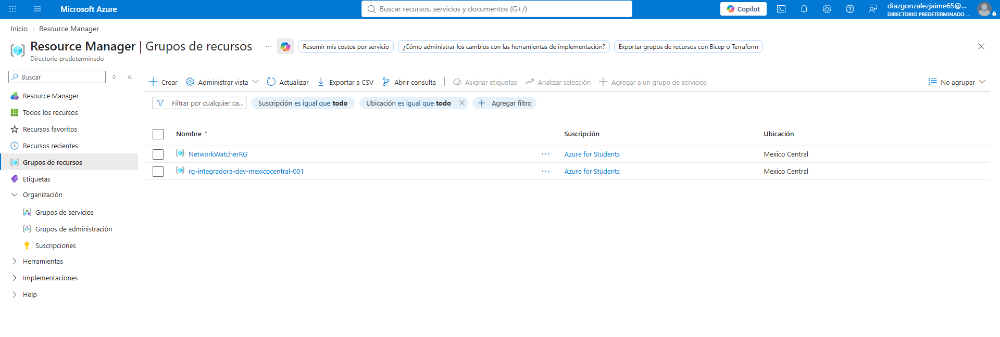 Microsoft Azure
Buscar recursos, servicios y documentos (G+/)
Copilot
diazgonzalezjaime65@...
DIRECTORIO PREDETERMINADO ...
Inicio > Resource Manager
Resource Manager | Grupos de recursos
...
Resumir mis costos por servicio
¿Cómo administrar los cambios con las herramientas de implementación?
Exportar grupos de recursos con Bicep o Terraform
Directorio predeterminado
Buscar
Resource Manager
Todos los recursos
Recursos favoritos
Recursos recientes
Grupos de recursos
Etiquetas
Organización
Grupos de servicios
Grupos de administración
Suscripciones
Herramientas
Implementaciones
Help
Crear
Administrar vista
Actualizar
Exportar a CSV
Abrir consulta
Asignar etiquetas
Analizar selección
Agregar a un grupo de servicios
No agrupar
Filtrar por cualquier ca...
Suscripción es igual que todo
Ubicación es igual que todo
Agregar filtro
Nombre ↑ Suscripción Ubicación
NetworkWatcherRG ... Azure for Students Mexico Central
rg-integradora-dev-mexicocentral-001 ... Azure for Students Mexico Central